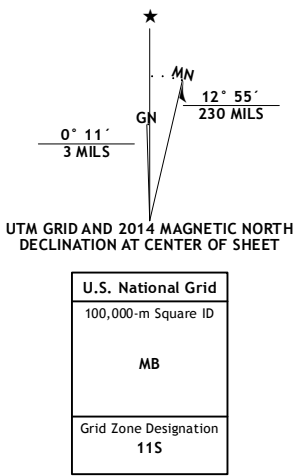 MN
GN
12° 55´
230 MILS
0° 11´
3 MILS
UTM GRID AND 2014 MAGNETIC NORTH
DECLINATION AT CENTER OF SHEET
U.S. National Grid
100,000-m Square ID
MB
Grid Zone Designation
11S